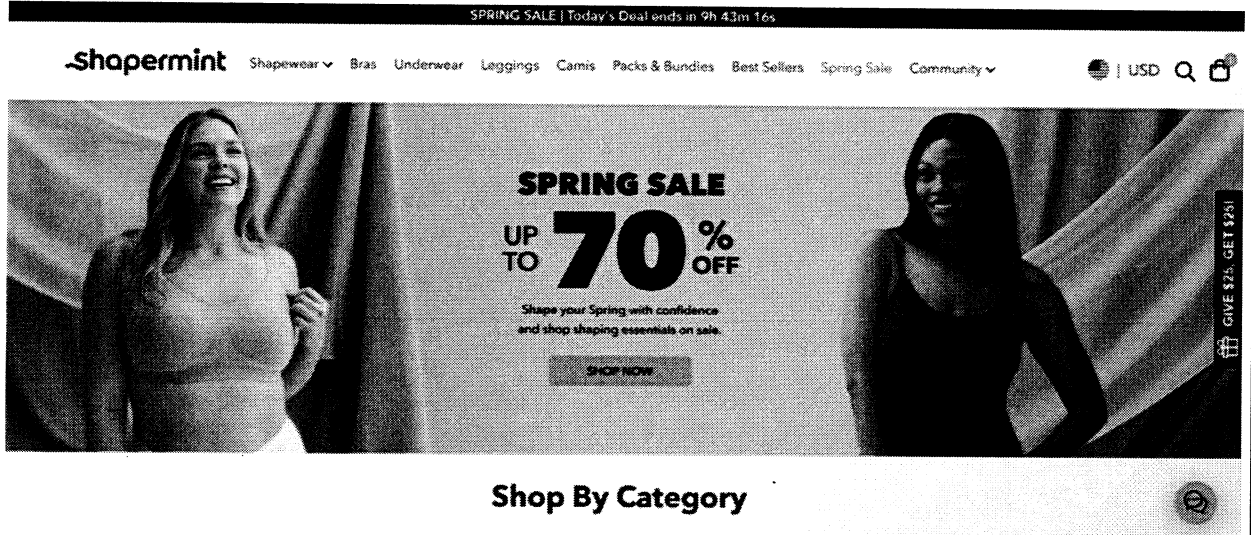 SPRING SALE | Today's Deal ends in 9h 43m 16s
Shapermint Shapewear Bras Underwear Leggings Camis Packs & Bundles Best Sellers Spring Sale Community | USD
SPRING SALE
UP TO 70% OFF
Shape your Spring with confidence
and shop shaping essentials on sale.
SHOP NOW
GIVE $25, GET $25!
Shop By Category